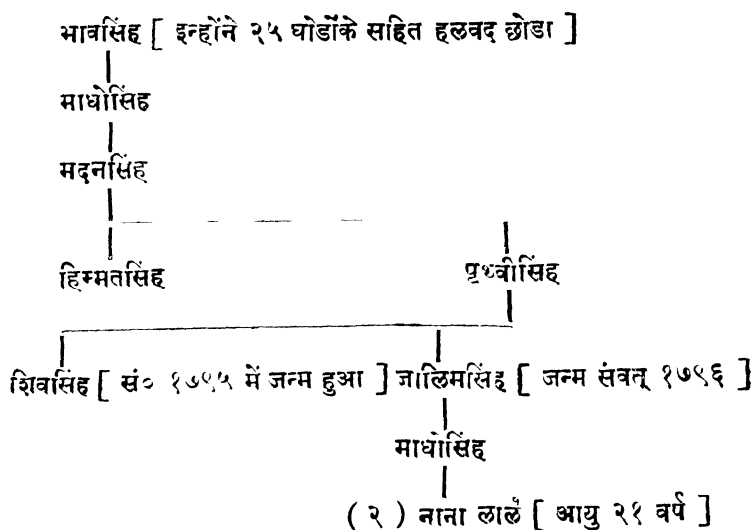 भावसिंह [ इन्होंने २५ घोडोंके सहित हलवद छोडा ]
माधोसिंह
मदनसिंह
हिम्मतसिंह पृथ्वीसिंह
शिवसिंह [ सं० १७९५ में जन्म हुआ ] जालिमसिंह [ जन्म संवत् १७९६ ]
माधोसिंह
( २ ) नाना लाल [ आयु २१ वर्ष ]